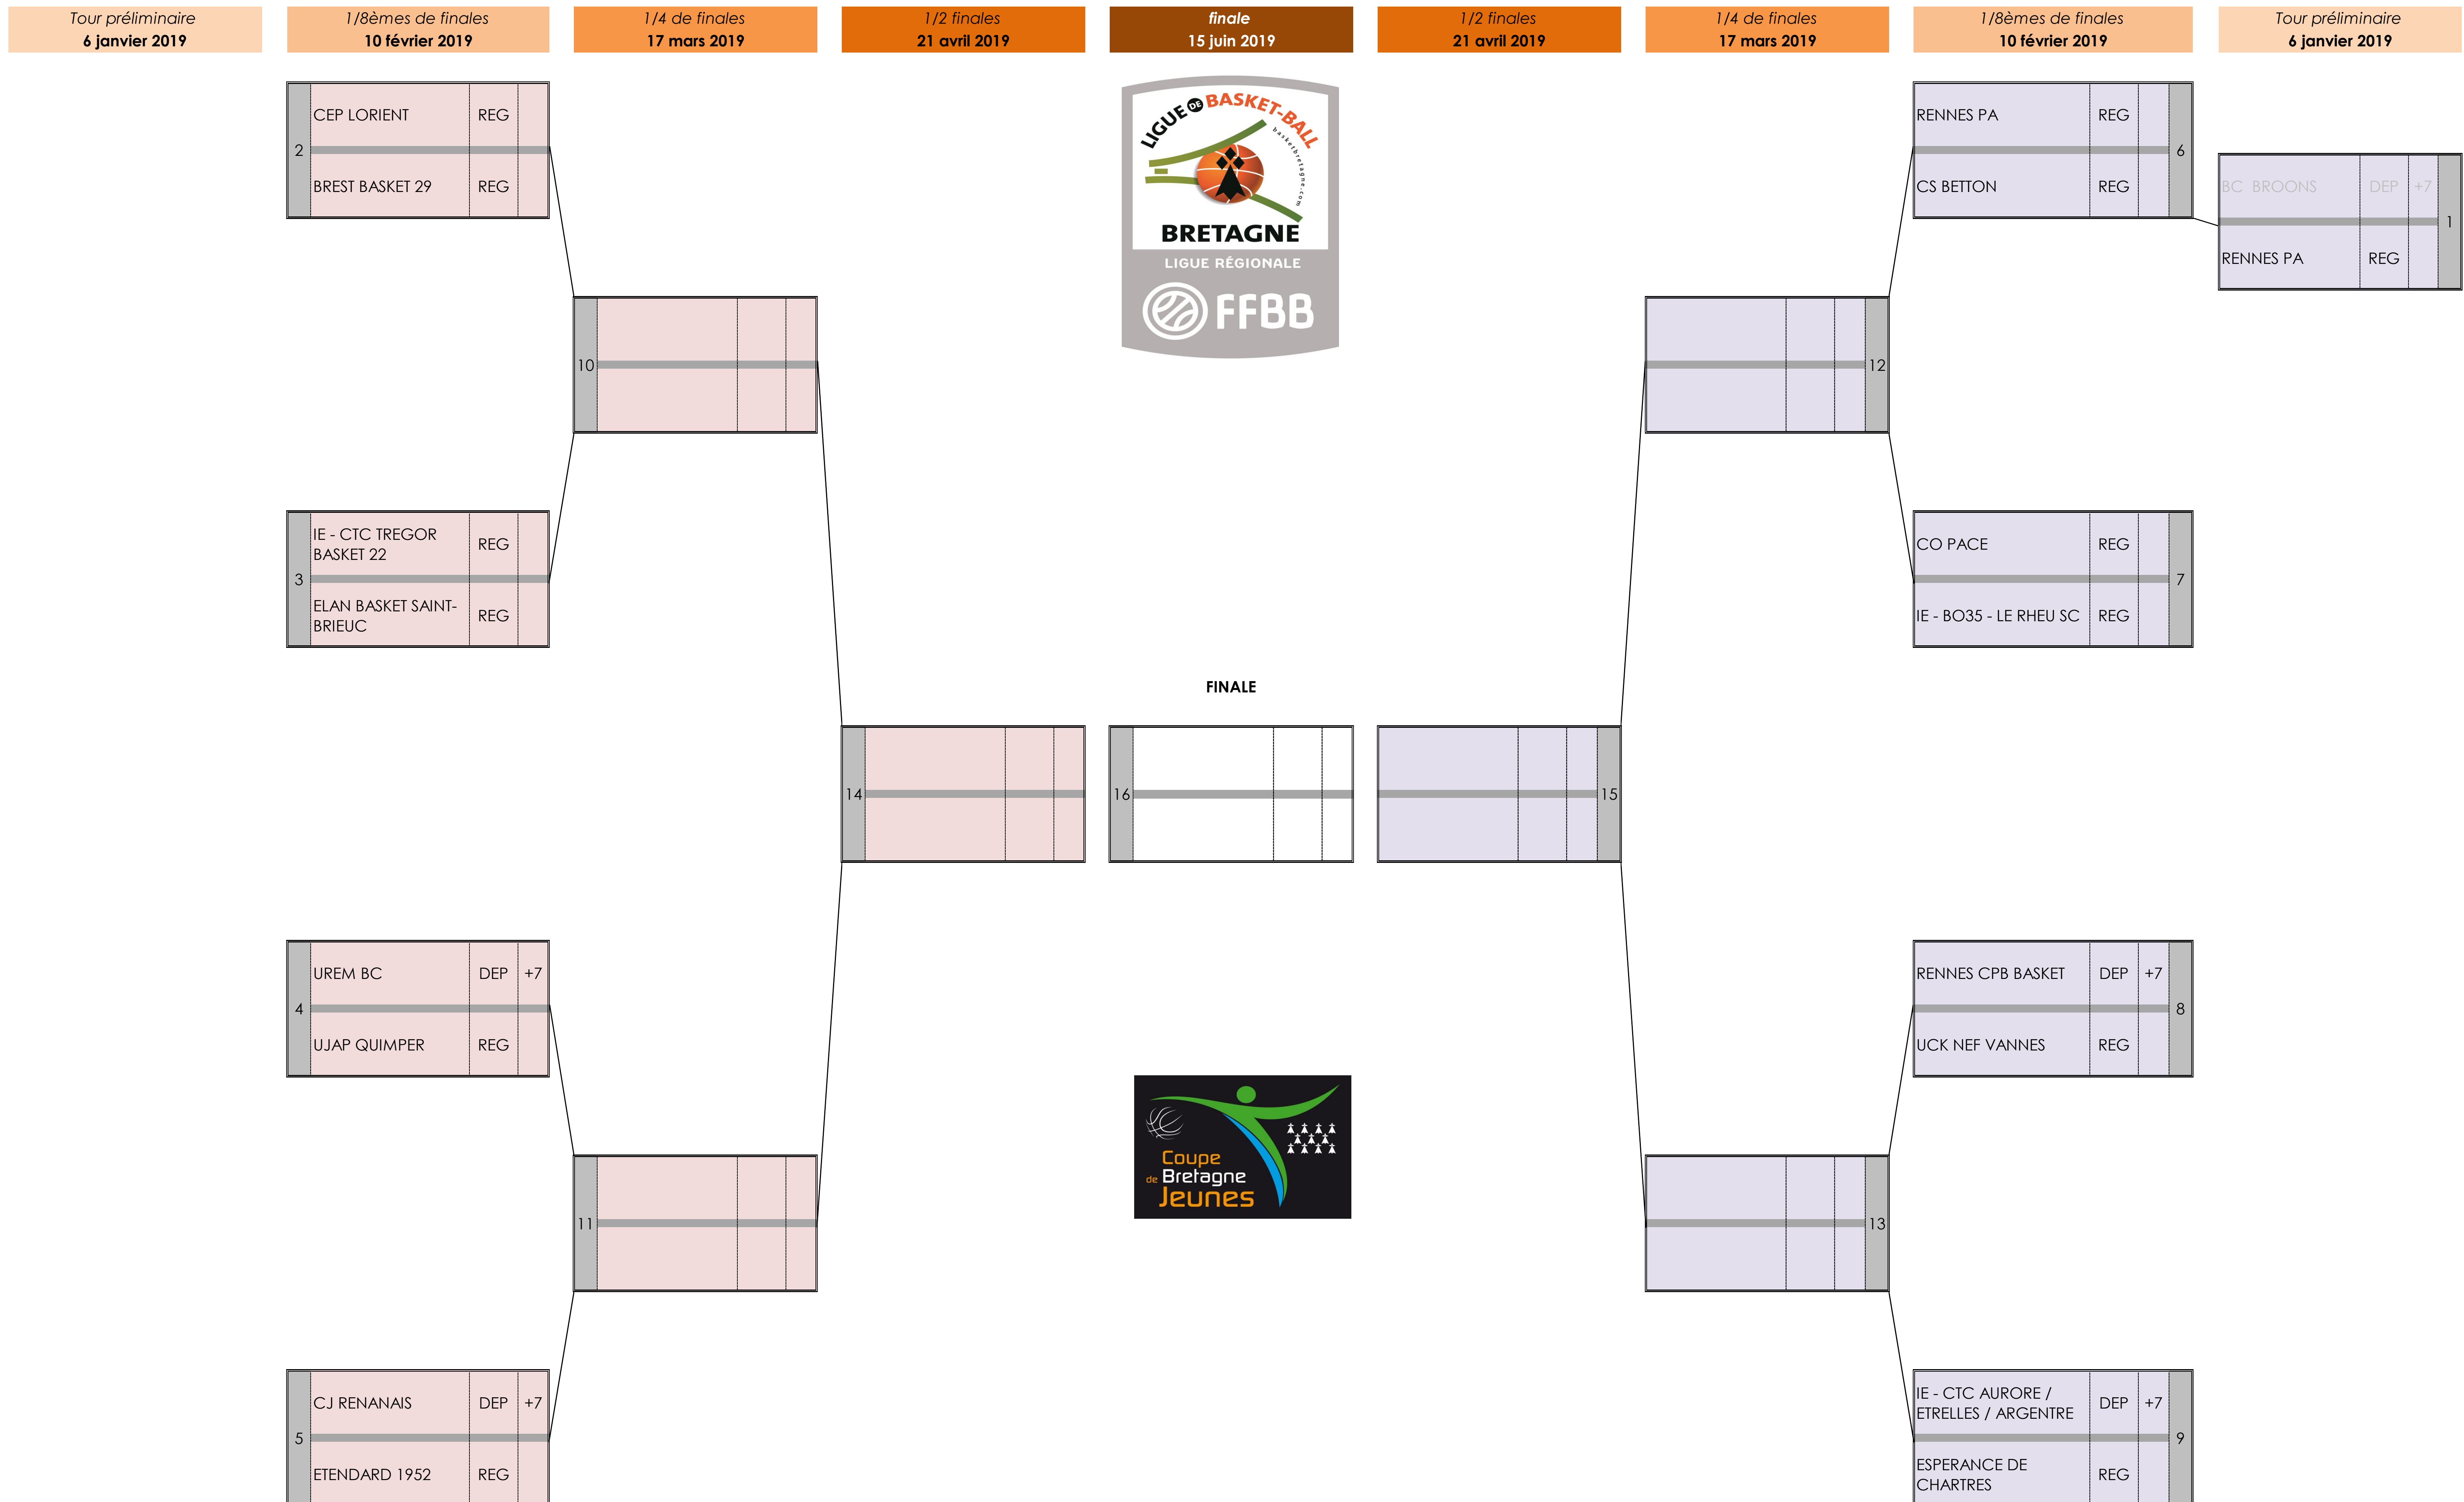 Tour préliminaire
6 janvier 2019
1/8èmes de finales
10 février 2019
1/4 de finales
17 mars 2019
1/2 finales
21 avril 2019
finale
15 juin 2019
1/2 finales
21 avril 2019
1/4 de finales
17 mars 2019
1/8èmes de finales
10 février 2019
Tour préliminaire
6 janvier 2019
2
CEP LORIENT REG
BREST BASKET 29 REG
LIGUE DE BASKET-BALL
basketbretagne.com
BRETAGNE
LIGUE RÉGIONALE
FFBB
RENNES PA REG
6
CS BETTON REG
BC BROONS DEP +7
1
RENNES PA REG
10
12
3
IE - CTC TREGOR
BASKET 22 REG
ELAN BASKET SAINT-
BRIEUC REG
CO PACE REG
7
IE - BO35 - LE RHEU SC REG
FINALE
14
16
15
4
UREM BC DEP +7
UJAP QUIMPER REG
RENNES CPB BASKET DEP +7
8
UCK NEF VANNES REG
Coupe
de Bretagne
Jeunes
11
13
5
CJ RENANAIS DEP +7
ETENDARD 1952 REG
IE - CTC AURORE /
ETRELLES / ARGENTRE DEP +7
9
ESPERANCE DE
CHARTRES REG